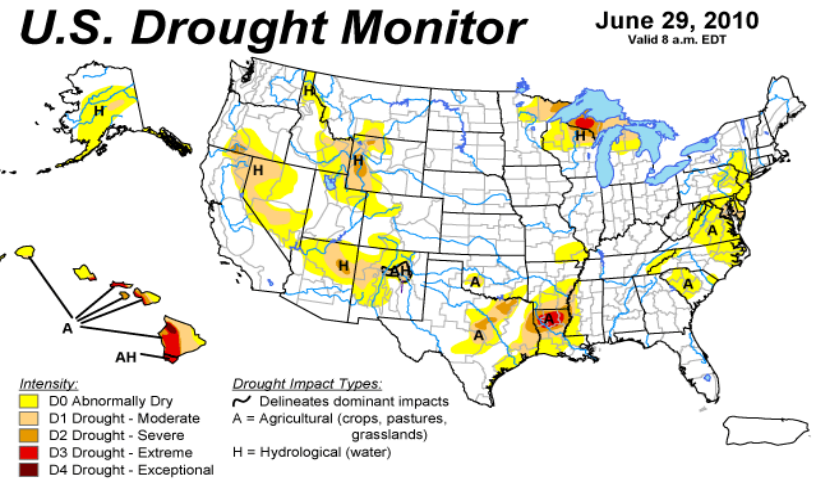 U.S. Drought Monitor
June 29, 2010
Valid 8 a.m. EDT
H
H
H
H
H
H
AH
A
A
A
A
A
A
AH
Intensity:
D0 Abnormally Dry
D1 Drought - Moderate
D2 Drought - Severe
D3 Drought - Extreme
D4 Drought - Exceptional
Drought Impact Types:
Delineates dominant impacts
A = Agricultural (crops, pastures,
grasslands)
H = Hydrological (water)